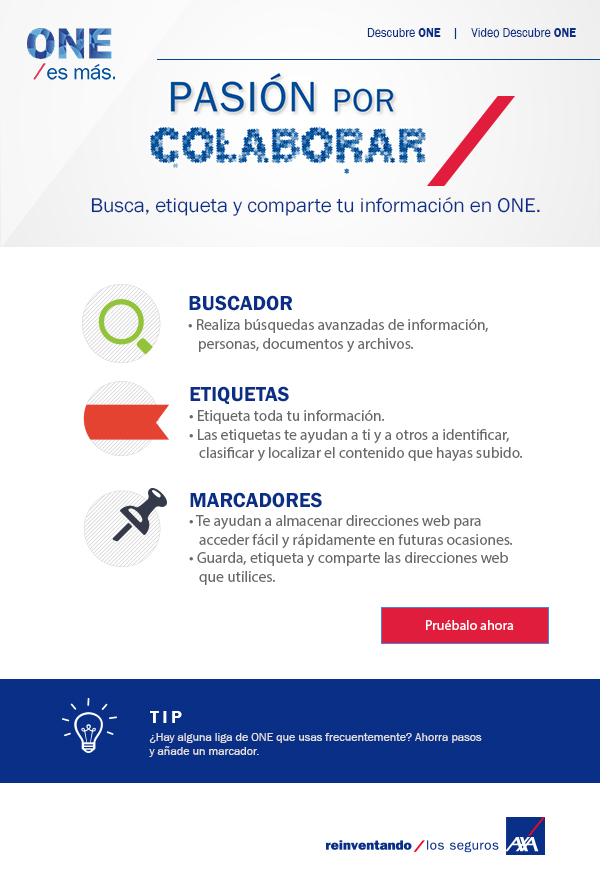 ONE
es más.
Descubre ONE | Video Descubre ONE
PASIÓN POR
COLABORAR
Busca, etiqueta y comparte tu información en ONE.
BUSCADOR
• Realiza búsquedas avanzadas de información,
personas, documentos y archivos.
ETIQUETAS
• Etiqueta toda tu información.
• Las etiquetas te ayudan a ti y a otros a identificar,
clasificar y localizar el contenido que hayas subido.
MARCADORES
• Te ayudan a almacenar direcciones web para
acceder fácil y rápidamente en futuras ocasiones.
• Guarda, etiqueta y comparte las direcciones web
que utilices.
Pruébalo ahora
TIP
¿Hay alguna liga de ONE que usas frecuentemente? Ahorra pasos
y añade un marcador.
reinventando / los seguros
AXA